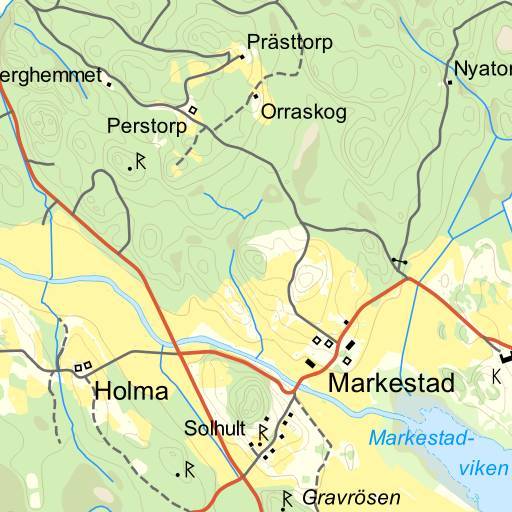 Prästtorp
erghemmet
Nyator
Orraskog
Perstorp
R
Markestad
K
Holma
Solhult
R
Markestad-
viken
R
Gravrösen
R